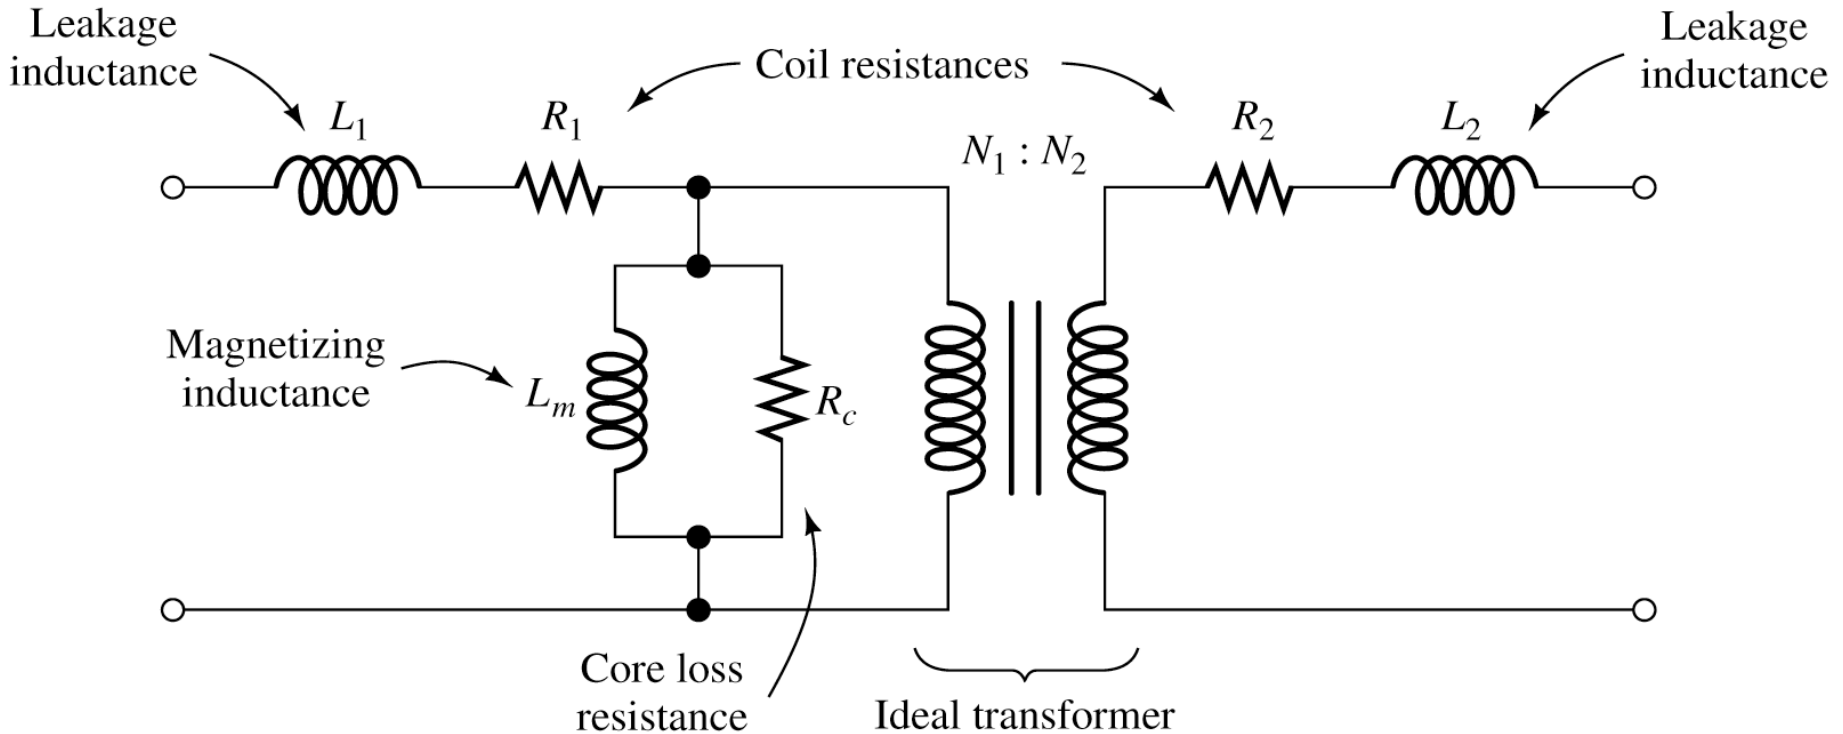 Leakage
inductance
Coil resistances
Leakage
inductance
L₁
R₁
N₁ : N₂
R₂
L₂
Magnetizing
inductance
Lₘ
R_c
Core loss
resistance
Ideal transformer